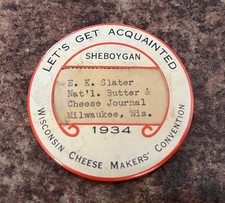 LET'S GET ACQUAINTED
SHEBOYGAN
E. K. Slater
Nat'l. Butter &
Cheese Journal
Milwaukee, Wis.
1934
WISCONSIN CHEESE MAKERS' CONVENTION